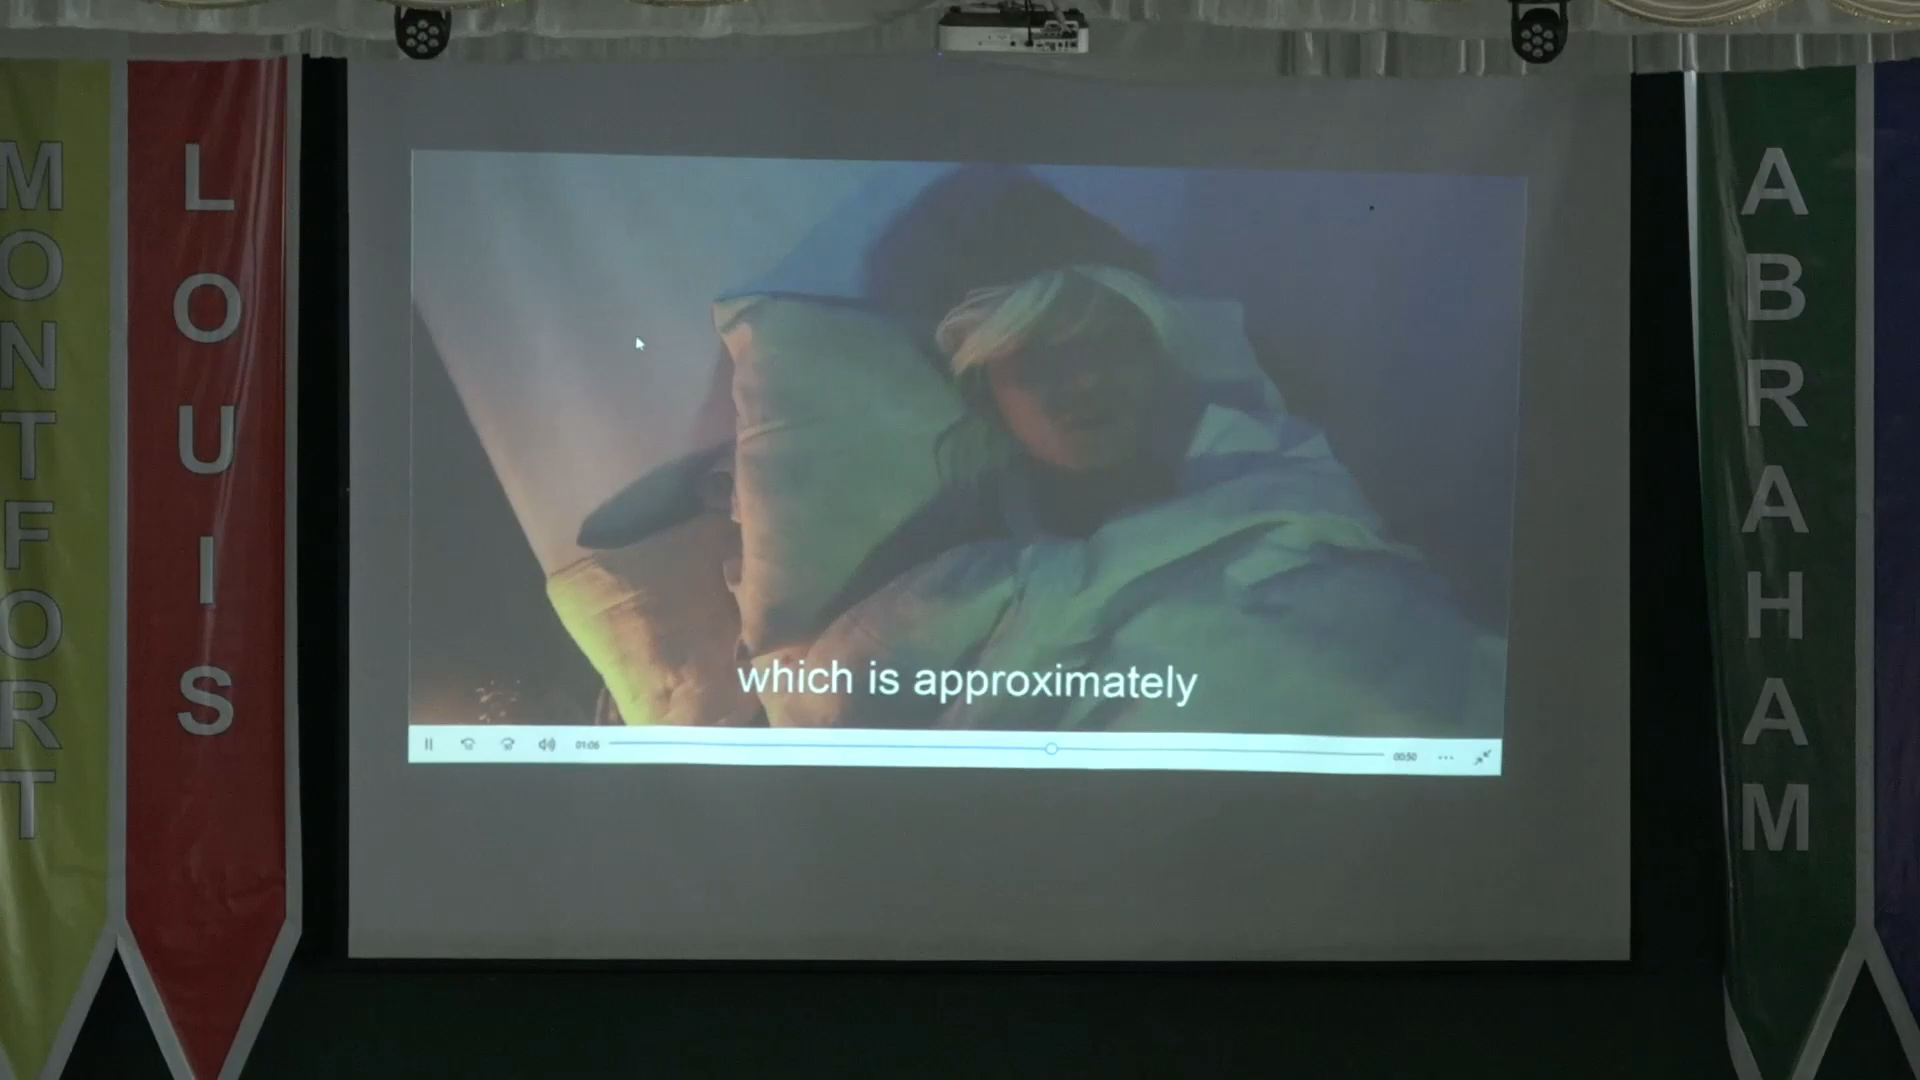 MONTFORT
LOUIS
ABRAHAM
which is approximately
01:06
00:50